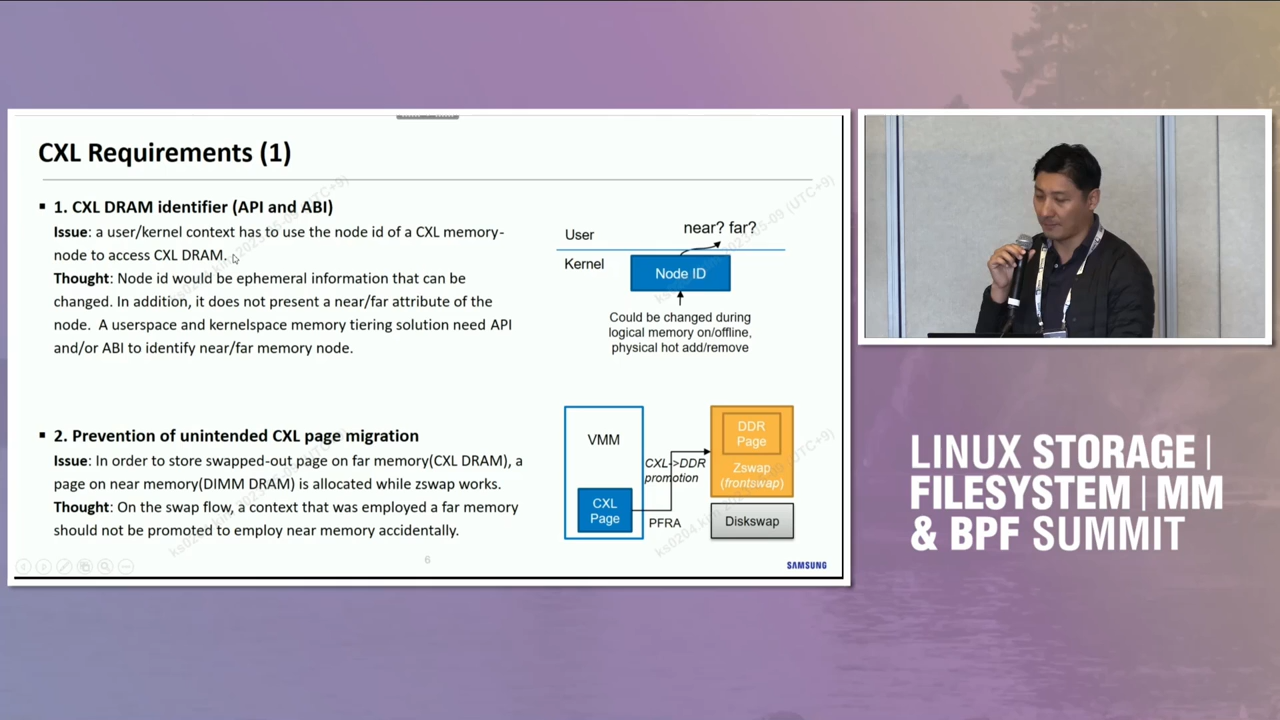 CXL Requirements (1)
▪ 1. CXL DRAM identifier (API and ABI)
Issue: a user/kernel context has to use the node id of a CXL memory-
node to access CXL DRAM.
Thought: Node id would be ephemeral information that can be
changed. In addition, it does not present a near/far attribute of the
node. A userspace and kernelspace memory tiering solution need API
and/or ABI to identify near/far memory node.
User
near? far?
Kernel
Node ID
Could be changed during
logical memory on/offline,
physical hot add/remove
▪ 2. Prevention of unintended CXL page migration
Issue: In order to store swapped-out page on far memory(CXL DRAM), a
page on near memory(DIMM DRAM) is allocated while zswap works.
Thought: On the swap flow, a context that was employed a far memory
should not be promoted to employ near memory accidentally.
VMM
CXL
Page
CXL->DDR
promotion
PFRA
DDR
Page
Zswap
(frontswap)
Diskswap
6
SAMSUNG
LINUX STORAGE |
FILESYSTEM | MM
& BPF SUMMIT